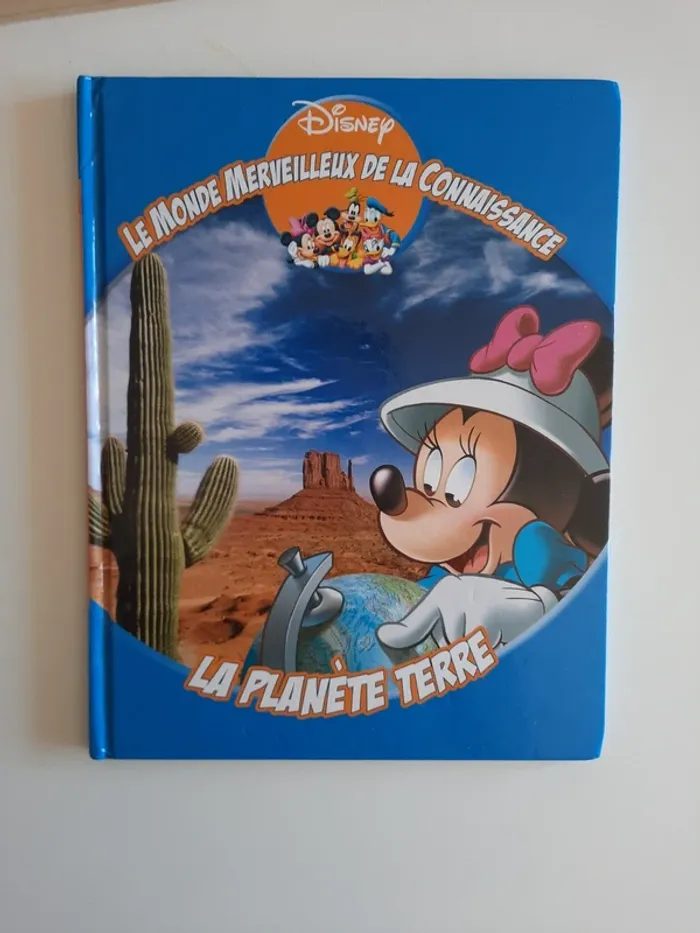 Disney
Le Monde Merveilleux de la Connaissance
La Planète Terre